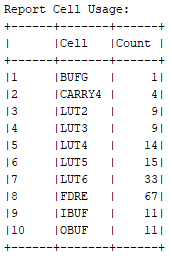 Report Cell Usage:
+------+-------+------+
|      |Cell   |Count |
+------+-------+------+
|1     |BUFG   |     1|
|2     |CARRY4 |     4|
|3     |LUT2   |     9|
|4     |LUT3   |     9|
|5     |LUT4   |    14|
|6     |LUT5   |    15|
|7     |LUT6   |    33|
|8     |FDRE   |    67|
|9     |IBUF   |    11|
|10    |OBUF   |    11|
+------+-------+------+